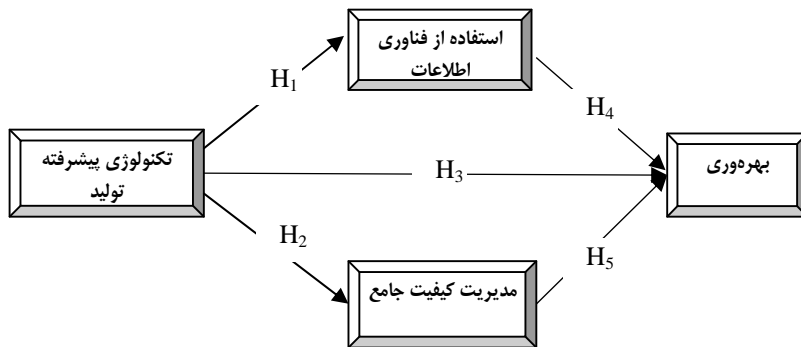 استفاده از فناوری
اطلاعات
H1
H4
تکنولوژی پیشرفته
تولید
H3
بهره‌وری
H2
مدیریت کیفیت جامع
H5